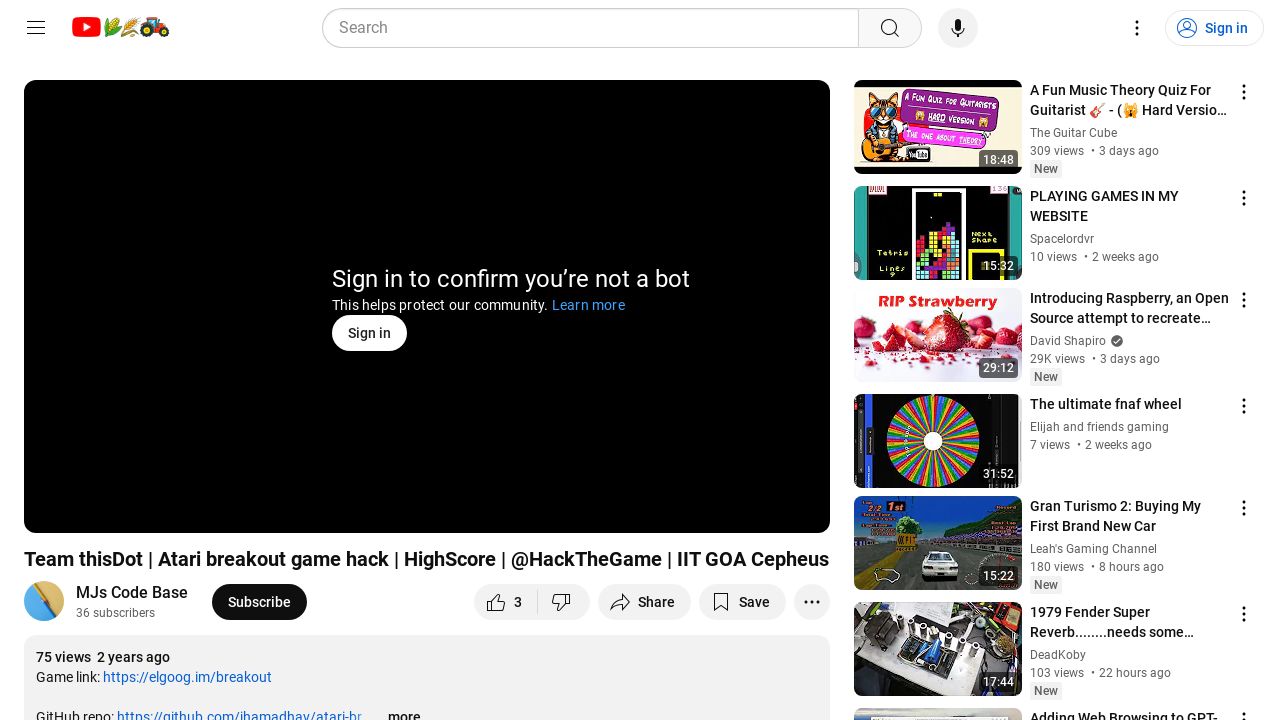 Search
Sign in
Sign in to confirm you’re not a bot
This helps protect our community. Learn more
Sign in
Team thisDot | Atari breakout game hack | HighScore | @HackTheGame | IIT GOA Cepheus
MJs Code Base
36 subscribers
Subscribe
3
Share
Save
75 views 2 years ago
Game link: https://elgoog.im/breakout
GitHub repo: https://github.com/jhamadhav/atari-br
...more
A FUN QUIZ FOR GUITARISTS
HARD VERSION
THE ONE ABOUT THEORY
18:48
A Fun Music Theory Quiz For
Guitarist 🎸 - (🙀 Hard Versio...
The Guitar Cube
309 views • 3 days ago
New
Tetris
Lines
Next
Shape
15:32
PLAYING GAMES IN MY
WEBSITE
Spacelordvr
10 views • 2 weeks ago
RIP Strawberry
29:12
Introducing Raspberry, an Open
Source attempt to recreate...
David Shapiro
29K views • 3 days ago
New
31:52
The ultimate fnaf wheel
Elijah and friends gaming
7 views • 2 weeks ago
2/2 1st
15:22
Gran Turismo 2: Buying My
First Brand New Car
Leah's Gaming Channel
180 views • 8 hours ago
New
17:44
1979 Fender Super
Reverb........needs some...
DeadKoby
103 views • 22 hours ago
New
Adding Web Browsing to GPT-